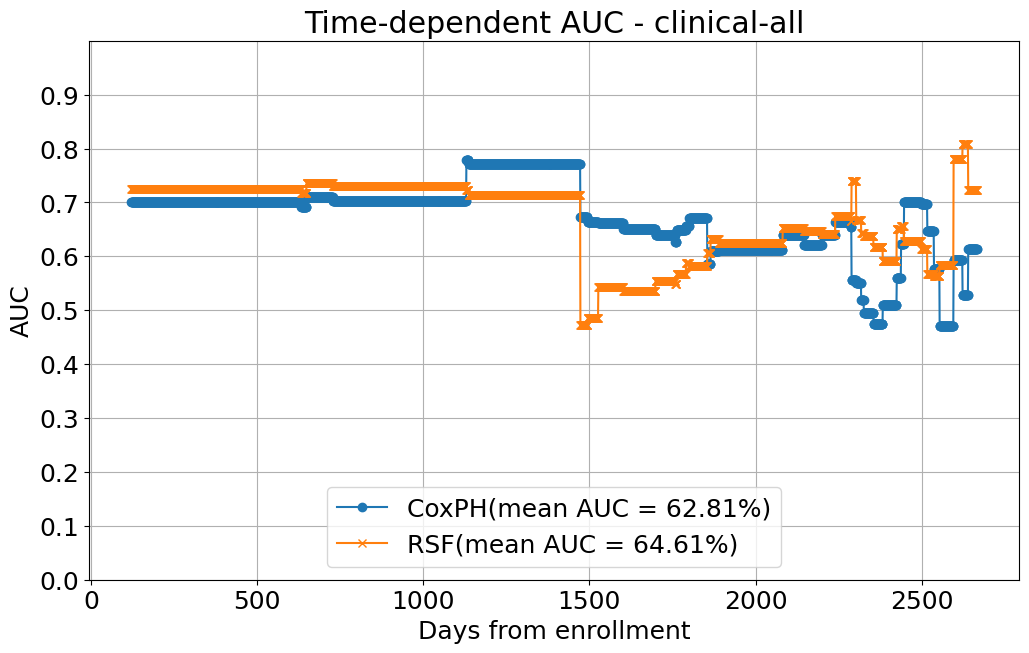 Time-dependent AUC - clinical-all
0.9
0.8
0.7
0.6
0.5
0.4
0.3
0.2
0.1
0.0
AUC
CoxPH(mean AUC = 62.81%)
RSF(mean AUC = 64.61%)
0 500 1000 1500 2000 2500
Days from enrollment